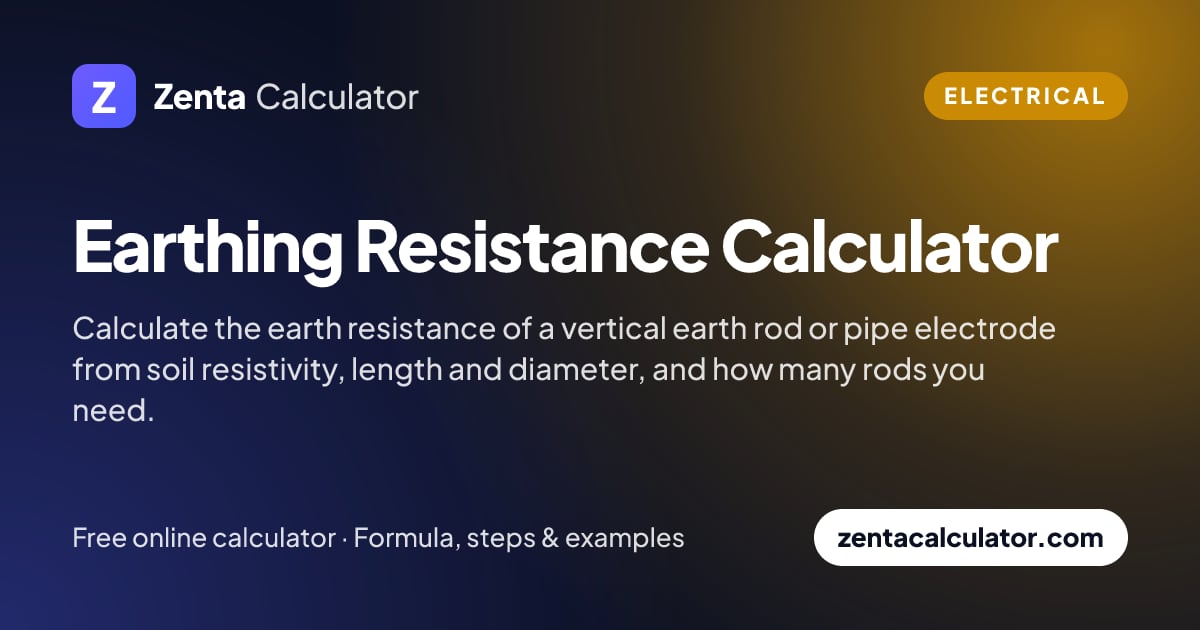 Z
Zenta Calculator
ELECTRICAL
Earthing Resistance Calculator
Calculate the earth resistance of a vertical earth rod or pipe electrode
from soil resistivity, length and diameter, and how many rods you
need.
Free online calculator · Formula, steps & examples
zentacalculator.com